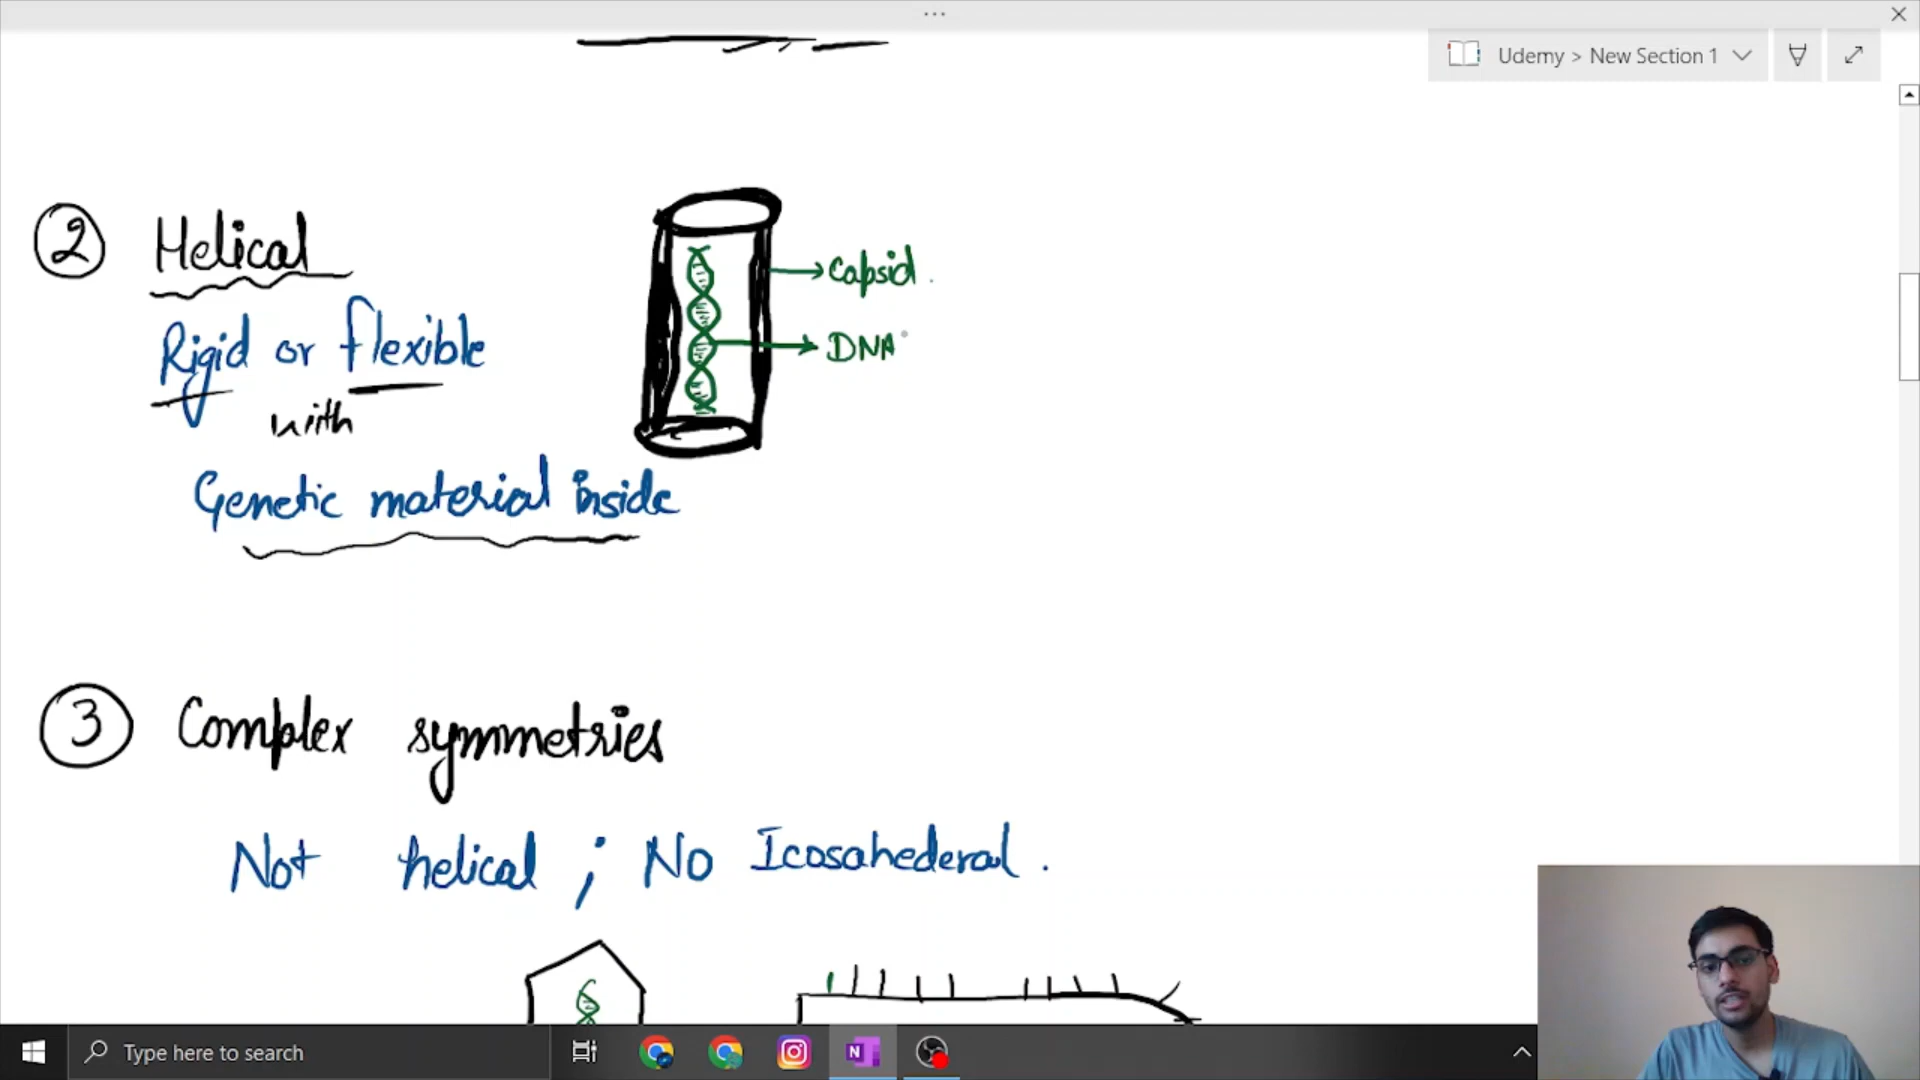 ...
Udemy > New Section 1
2 Helical
Capsid.
Rigid or flexible
DNA
with
Genetic material inside
3 Complex symmetries
Not helical ; No Icosahederal .
Type here to search